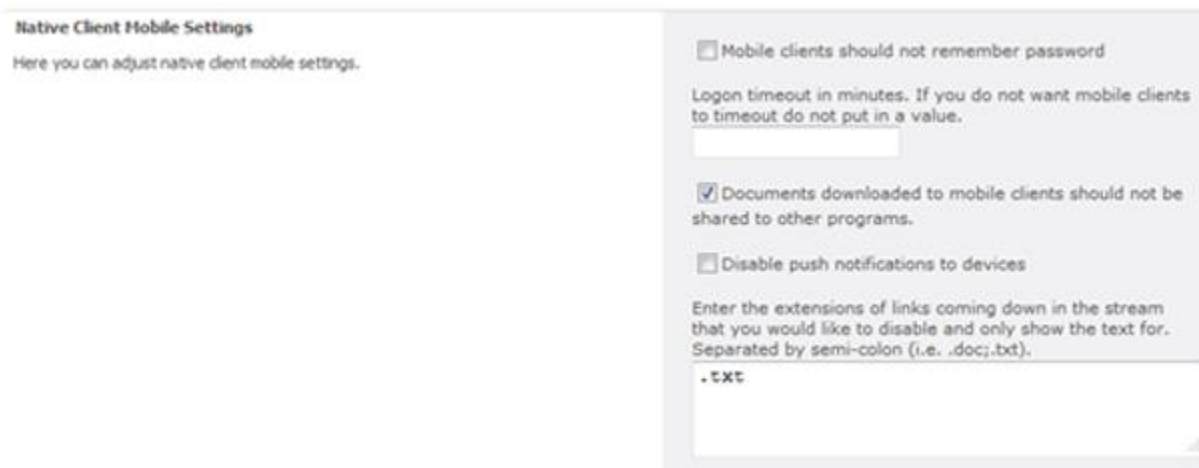 Native Client Mobile Settings
Here you can adjust native client mobile settings.
Mobile clients should not remember password
Logon timeout in minutes. If you do not want mobile clients
to timeout do not put in a value.
Documents downloaded to mobile clients should not be
shared to other programs.
Disable push notifications to devices
Enter the extensions of links coming down in the stream
that you would like to disable and only show the text for.
Separated by semi-colon (i.e. .doc;.txt).
.txt